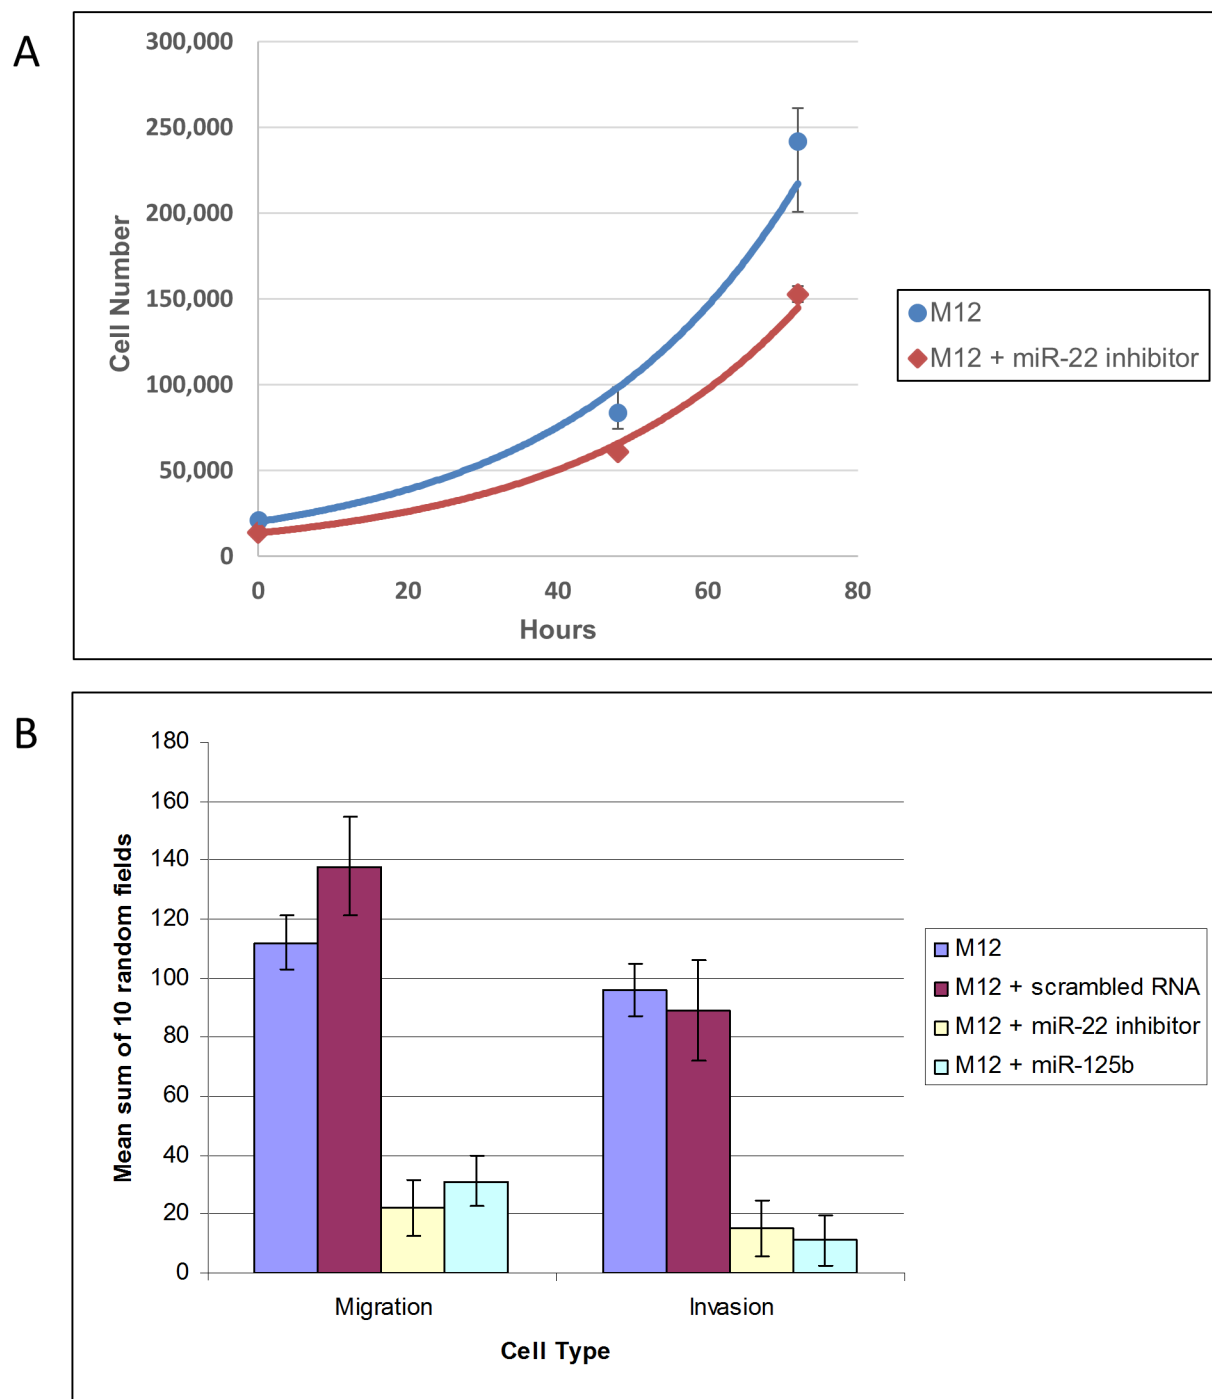 A
300,000
250,000
200,000
150,000
100,000
50,000
0
0 20 40 60 80
Cell Number
Hours
M12
M12 + miR-22 inhibitor
B
180
160
140
120
100
80
60
40
20
0
Mean sum of 10 random fields
Migration Invasion
Cell Type
M12
M12 + scrambled RNA
M12 + miR-22 inhibitor
M12 + miR-125b